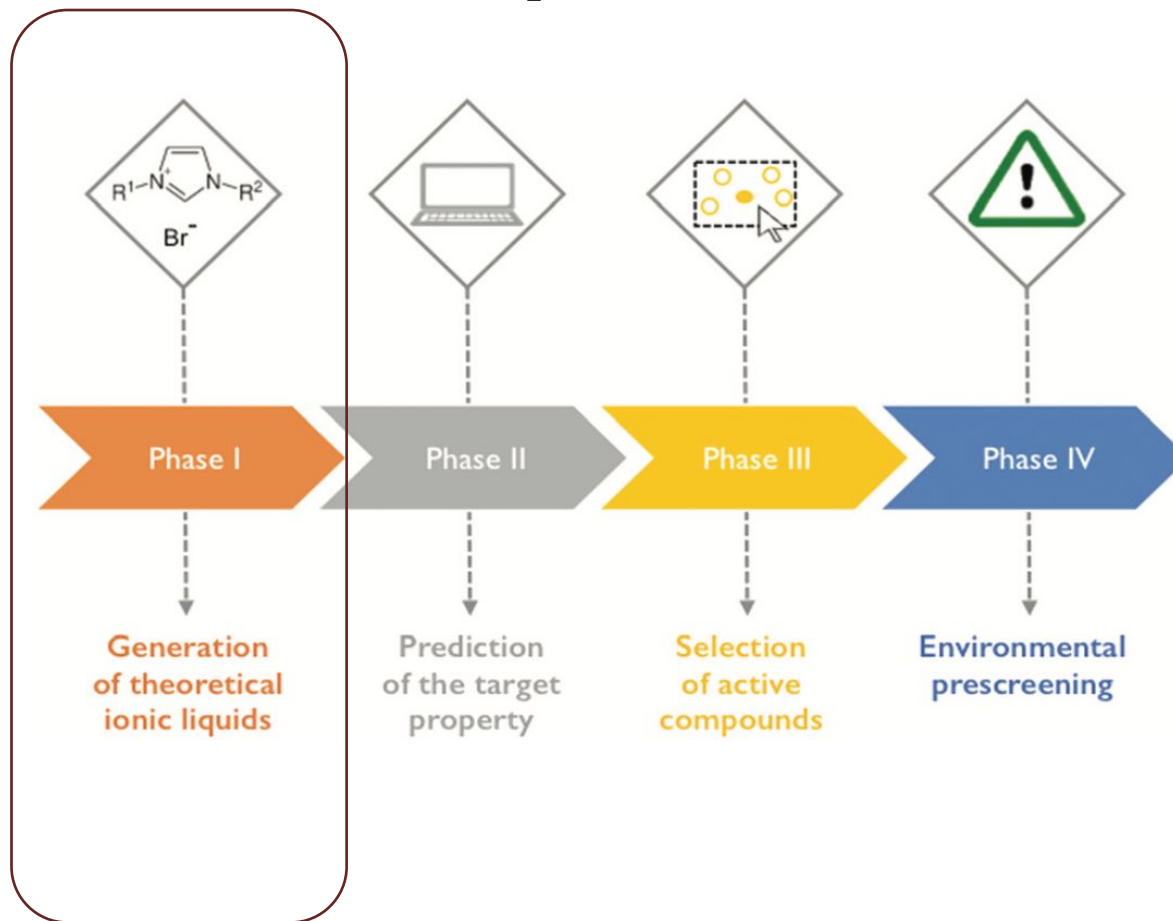 R¹
N
+
N
R²
Br⁻
!
Phase I
Phase II
Phase III
Phase IV
Generation
of theoretical
ionic liquids
Prediction
of the target
property
Selection
of active
compounds
Environmental
prescreening